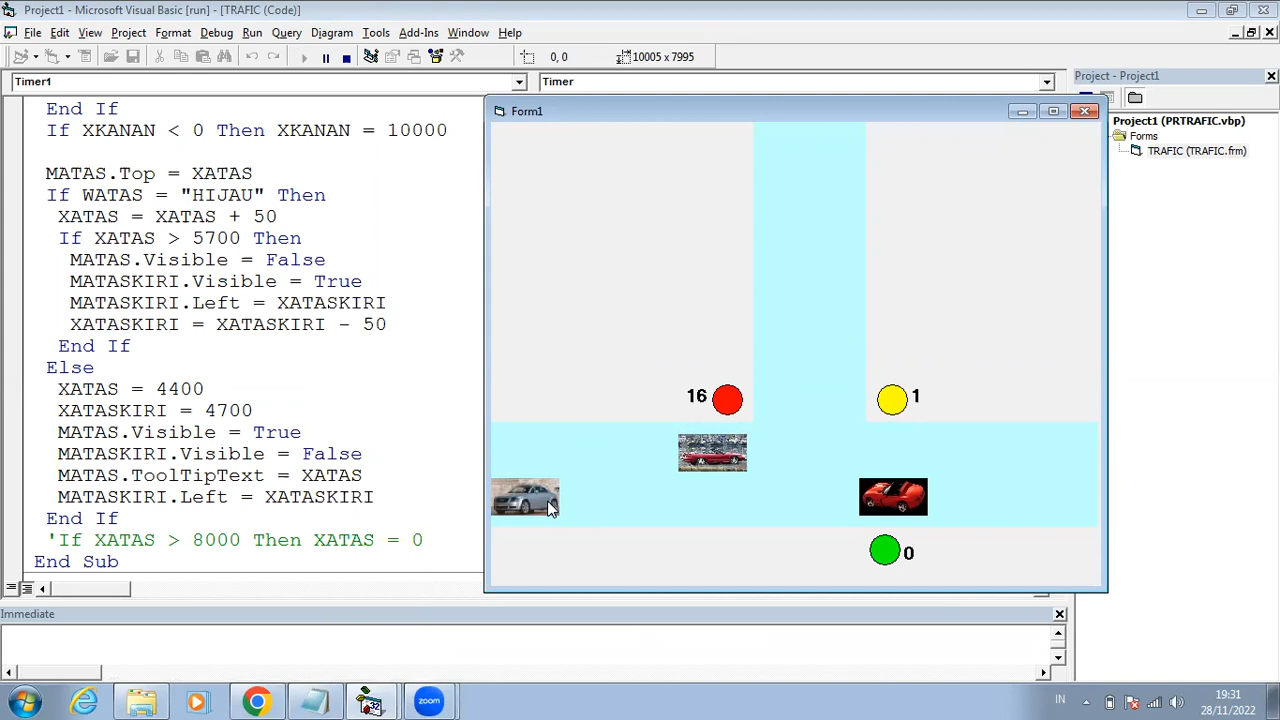 Project1 - Microsoft Visual Basic [run] - [TRAFIC (Code)]
File Edit View Project Format Debug Run Query Diagram Tools Add-Ins Window Help
0, 0 10005 x 7995
Timer1 Timer
Project - Project1
End If
If XKANAN < 0 Then XKANAN = 10000
MATAS.Top = XATAS
If WATAS = "HIJAU" Then
XATAS = XATAS + 50
If XATAS > 5700 Then
MATAS.Visible = False
MATASKIRI.Visible = True
MATASKIRI.Left = XATASKIRI
XATASKIRI = XATASKIRI - 50
End If
Else
XATAS = 4400
XATASKIRI = 4700
MATAS.Visible = True
MATASKIRI.Visible = False
MATAS.ToolTipText = XATAS
MATASKIRI.Left = XATASKIRI
End If
'If XATAS > 8000 Then XATAS = 0
End Sub
Form1
16
1
0
Project1 (PRTRAFIC.vbp)
Forms
TRAFIC (TRAFIC.frm)
Immediate
32
zoom
IN
19:31
28/11/2022